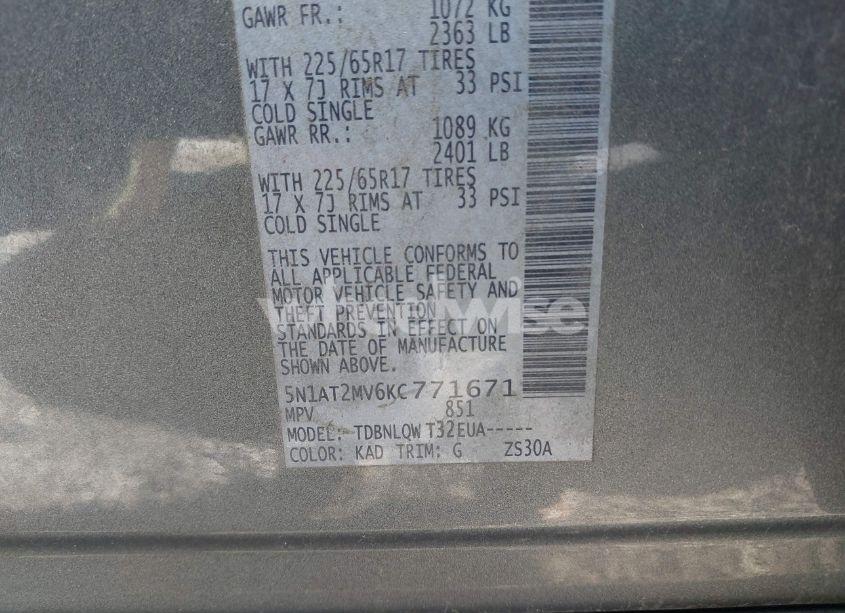 GAWR FR.: 1072 KG
2363 LB
WITH 225/65R17 TIRES
17 X 7J RIMS AT 33 PSI
COLD SINGLE
GAWR RR.: 1089 KG
2401 LB
WITH 225/65R17 TIRES
17 X 7J RIMS AT 33 PSI
COLD SINGLE
THIS VEHICLE CONFORMS TO
ALL APPLICABLE FEDERAL
MOTOR VEHICLE SAFETY AND
THEFT PREVENTION
STANDARDS IN EFFECT ON
THE DATE OF MANUFACTURE
SHOWN ABOVE.
5N1AT2MV6KC771671
MPV 851
MODEL: TDBNLQW T32EUA-----
COLOR: KAD TRIM: G ZS30A